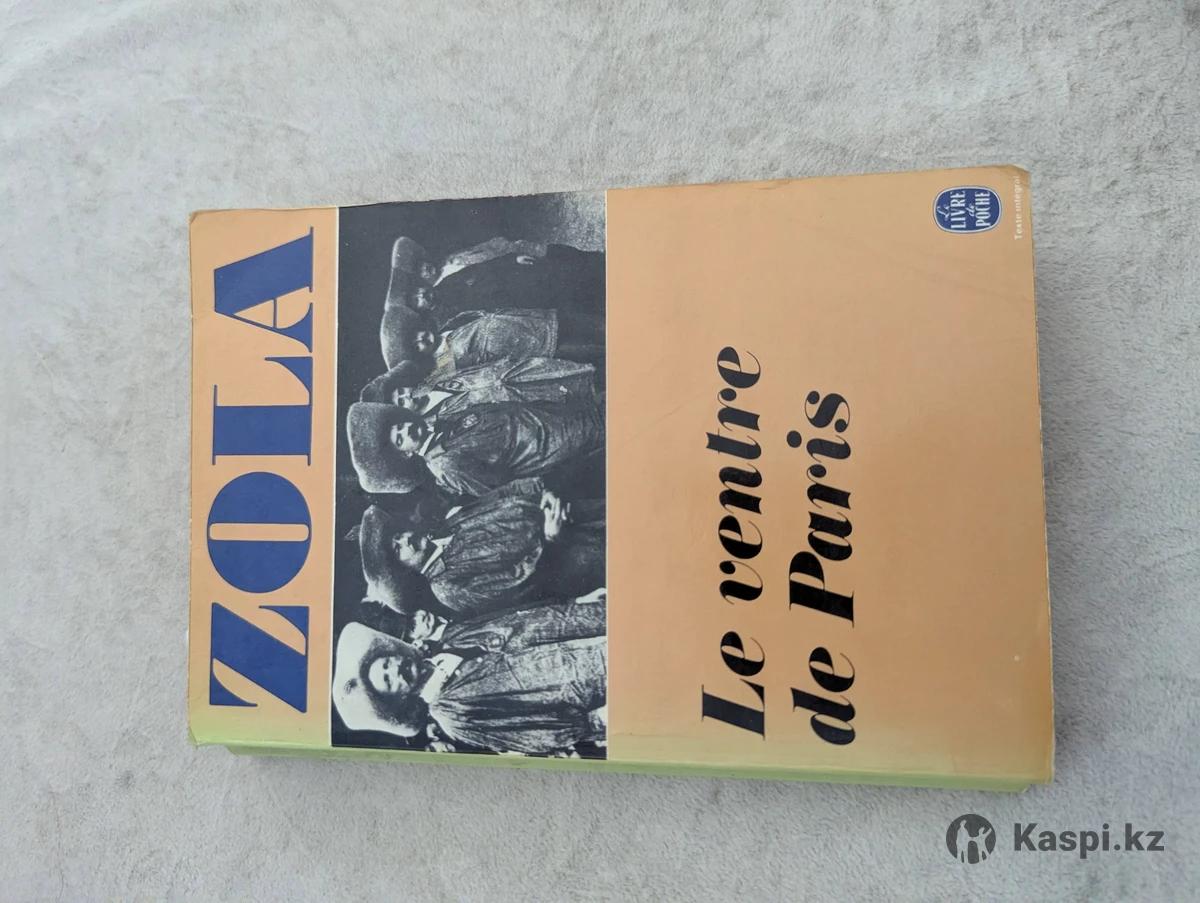 ZOLA
Le ventre
de Paris
Le
LIVRE
de
POCHE
Texte intégral
Kaspi.kz